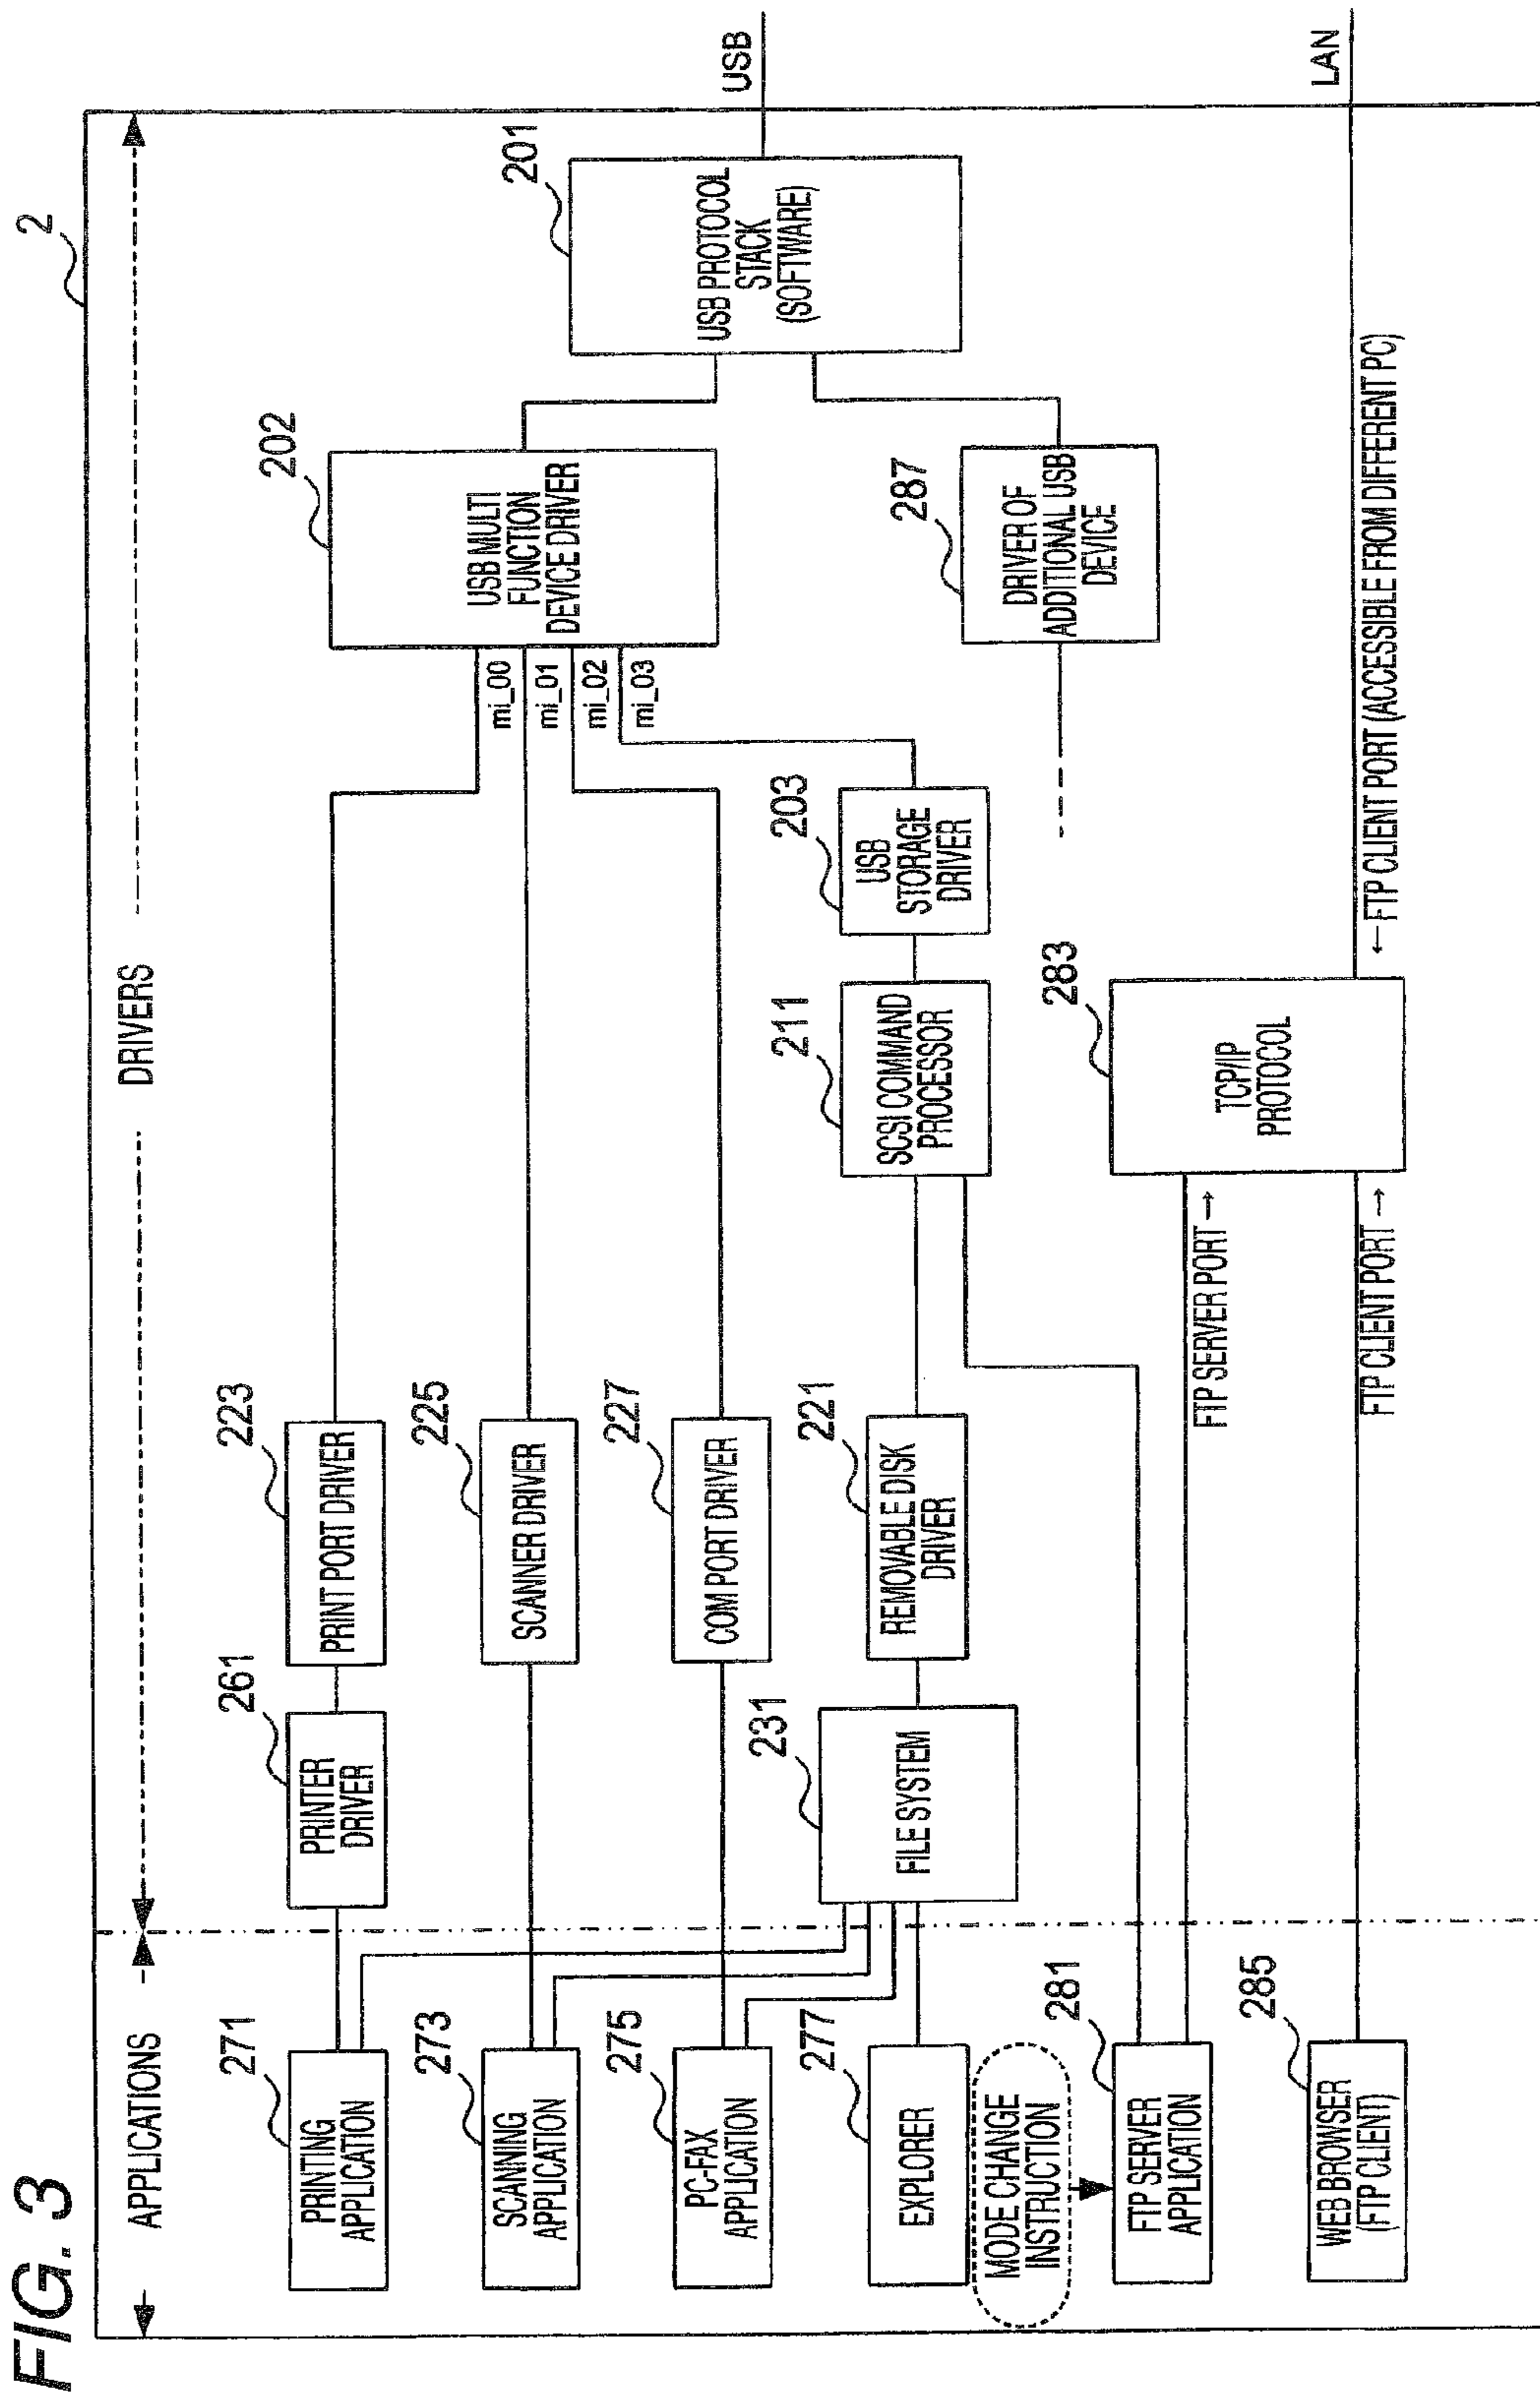 FIG. 3
2
APPLICATIONS
DRIVERS
271
PRINTING
APPLICATION
261
PRINTER
DRIVER
223
PRINT PORT DRIVER
202
USB MULTI
FUNCTION
DEVICE DRIVER
mi_00
mi_01
mi_02
mi_03
201
USB PROTOCOL
STACK
(SOFTWARE)
USB
273
SCANNING
APPLICATION
225
SCANNER DRIVER
275
PC-FAX
APPLICATION
227
COM PORT DRIVER
277
EXPLORER
231
FILE SYSTEM
221
REMOVABLE DISK
DRIVER
211
SCSI COMMAND
PROCESSOR
203
USB
STORAGE
DRIVER
287
DRIVER OF
ADDITIONAL USB
DEVICE
MODE CHANGE
INSTRUCTION
281
FTP SERVER
APPLICATION
FTP SERVER PORT →
283
TCP/IP
PROTOCOL
285
WEB BROWSER
(FTP CLIENT)
FTP CLIENT PORT →
← FTP CLIENT PORT (ACCESSIBLE FROM DIFFERENT PC)
LAN